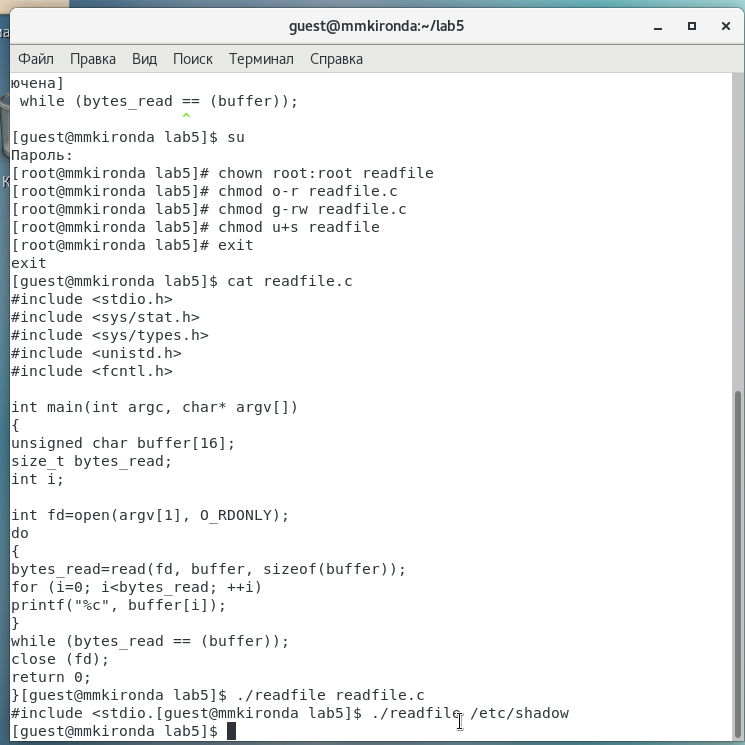 guest@mmkironda:~/lab5
Файл Правка Вид Поиск Терминал Справка
ючена]
 while (bytes_read == (buffer));
                   ^
[guest@mmkironda lab5]$ su
Пароль:
[root@mmkironda lab5]# chown root:root readfile
[root@mmkironda lab5]# chmod o-r readfile.c
[root@mmkironda lab5]# chmod g-rw readfile.c
[root@mmkironda lab5]# chmod u+s readfile
[root@mmkironda lab5]# exit
exit
[guest@mmkironda lab5]$ cat readfile.c
#include <stdio.h>
#include <sys/stat.h>
#include <sys/types.h>
#include <unistd.h>
#include <fcntl.h>

int main(int argc, char* argv[])
{
unsigned char buffer[16];
size_t bytes_read;
int i;

int fd=open(argv[1], O_RDONLY);
do
{
bytes_read=read(fd, buffer, sizeof(buffer));
for (i=0; i<bytes_read; ++i)
printf("%c", buffer[i]);
}
while (bytes_read == (buffer));
close (fd);
return 0;
}[guest@mmkironda lab5]$ ./readfile readfile.c
#include <stdio.[guest@mmkironda lab5]$ ./readfile /etc/shadow
[guest@mmkironda lab5]$